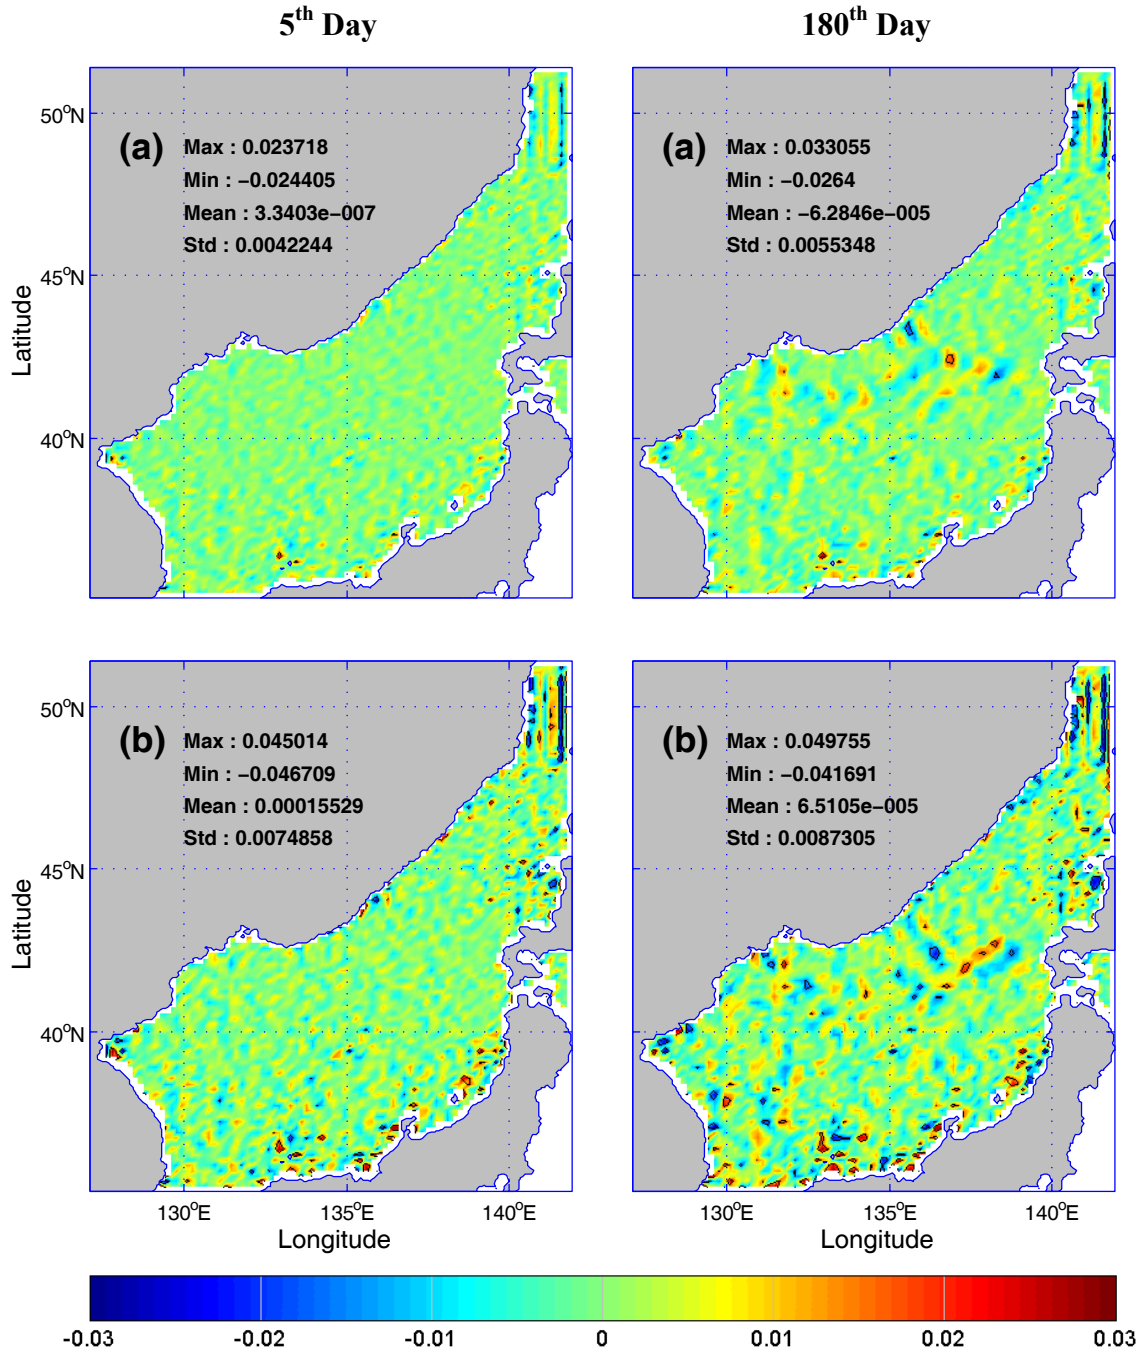 5th Day
180th Day
50°N
45°N
40°N
Latitude
(a)
Max : 0.023718
Min : −0.024405
Mean : 3.3403e−007
Std : 0.0042244
(a)
Max : 0.033055
Min : −0.0264
Mean : −6.2846e−005
Std : 0.0055348
50°N
45°N
40°N
Latitude
(b)
Max : 0.045014
Min : −0.046709
Mean : 0.00015529
Std : 0.0074858
(b)
Max : 0.049755
Min : −0.041691
Mean : 6.5105e−005
Std : 0.0087305
130°E 135°E 140°E
Longitude
130°E 135°E 140°E
Longitude
-0.03 -0.02 -0.01 0 0.01 0.02 0.03